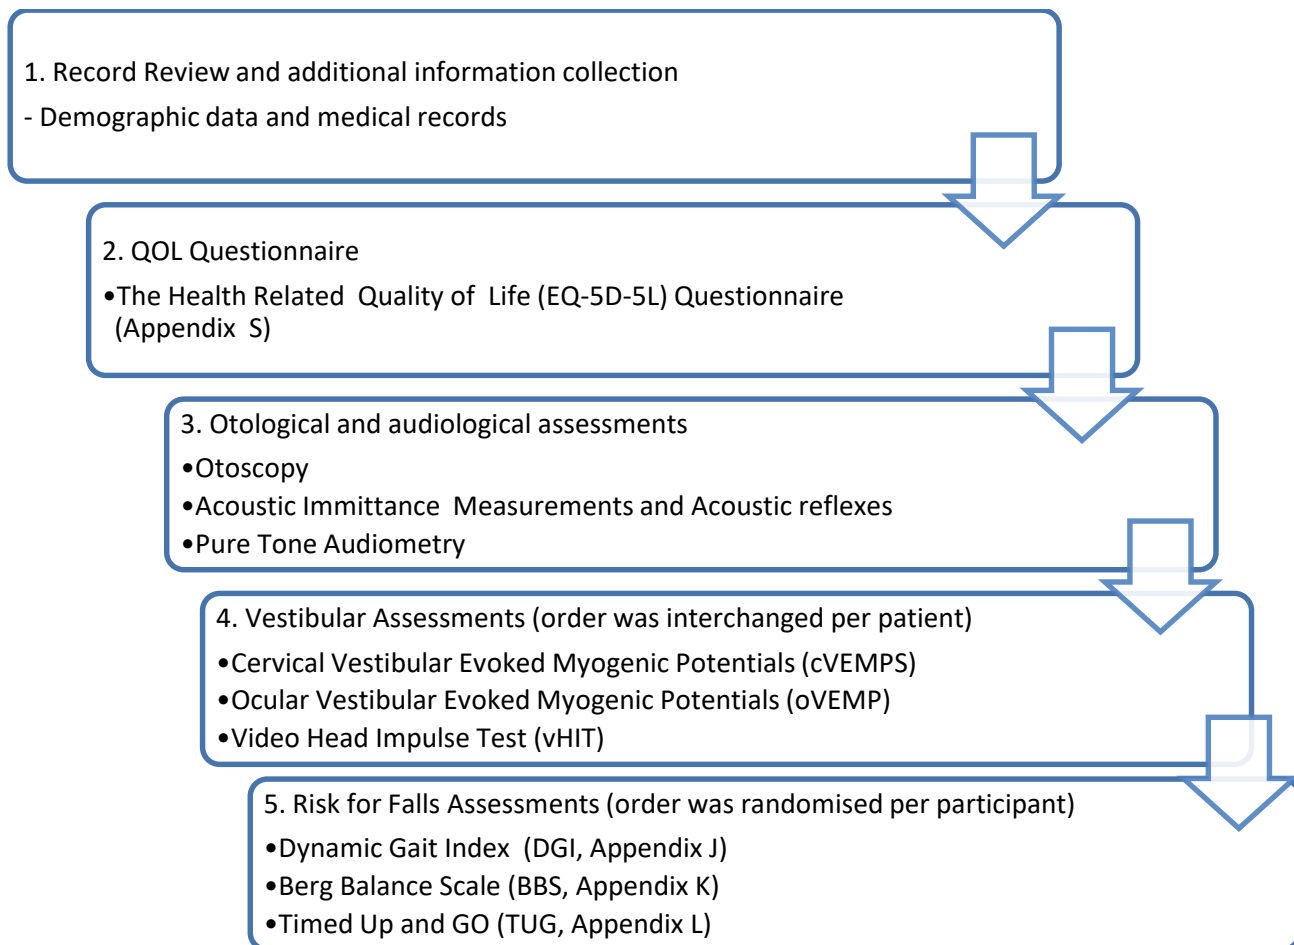 1. Record Review and additional information collection
- Demographic data and medical records
2. QOL Questionnaire
•The Health Related Quality of Life (EQ-5D-5L) Questionnaire
(Appendix S)
3. Otological and audiological assessments
•Otoscopy
•Acoustic Immittance Measurements and Acoustic reflexes
•Pure Tone Audiometry
4. Vestibular Assessments (order was interchanged per patient)
•Cervical Vestibular Evoked Myogenic Potentials (cVEMPS)
•Ocular Vestibular Evoked Myogenic Potentials (oVEMP)
•Video Head Impulse Test (vHIT)
5. Risk for Falls Assessments (order was randomised per participant)
•Dynamic Gait Index (DGI, Appendix J)
•Berg Balance Scale (BBS, Appendix K)
•Timed Up and GO (TUG, Appendix L)